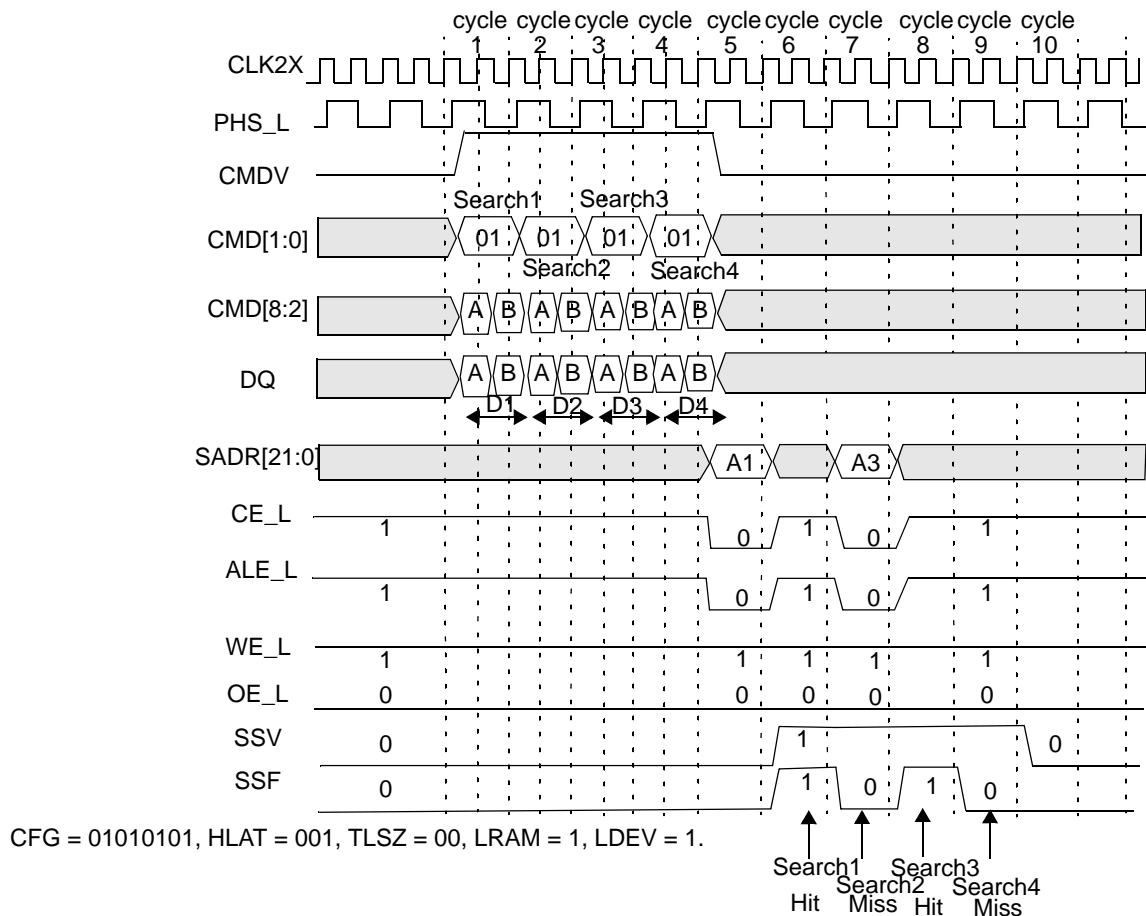 cycle cycle cycle cycle cycle cycle cycle cycle cycle cycle
1 2 3 4 5 6 7 8 9 10
CLK2X
PHS_L
CMDV
Search1 Search3
CMD[1:0] 01 01 01 01
Search2 Search4
CMD[8:2] A B A B A B A B
DQ A B A B A B A B
D1 D2 D3 D4
SADR[21:0] A1 A3
CE_L 1 0 1 0 1
ALE_L 1 0 1 0 1
WE_L 1 1 1 1 1
OE_L 0 0 0 0 0
SSV 0 1 0
SSF 0 1 0 1 0
CFG = 01010101, HLAT = 001, TLSZ = 00, LRAM = 1, LDEV = 1.
Search1 Search2 Search3 Search4
Hit Miss Hit Miss